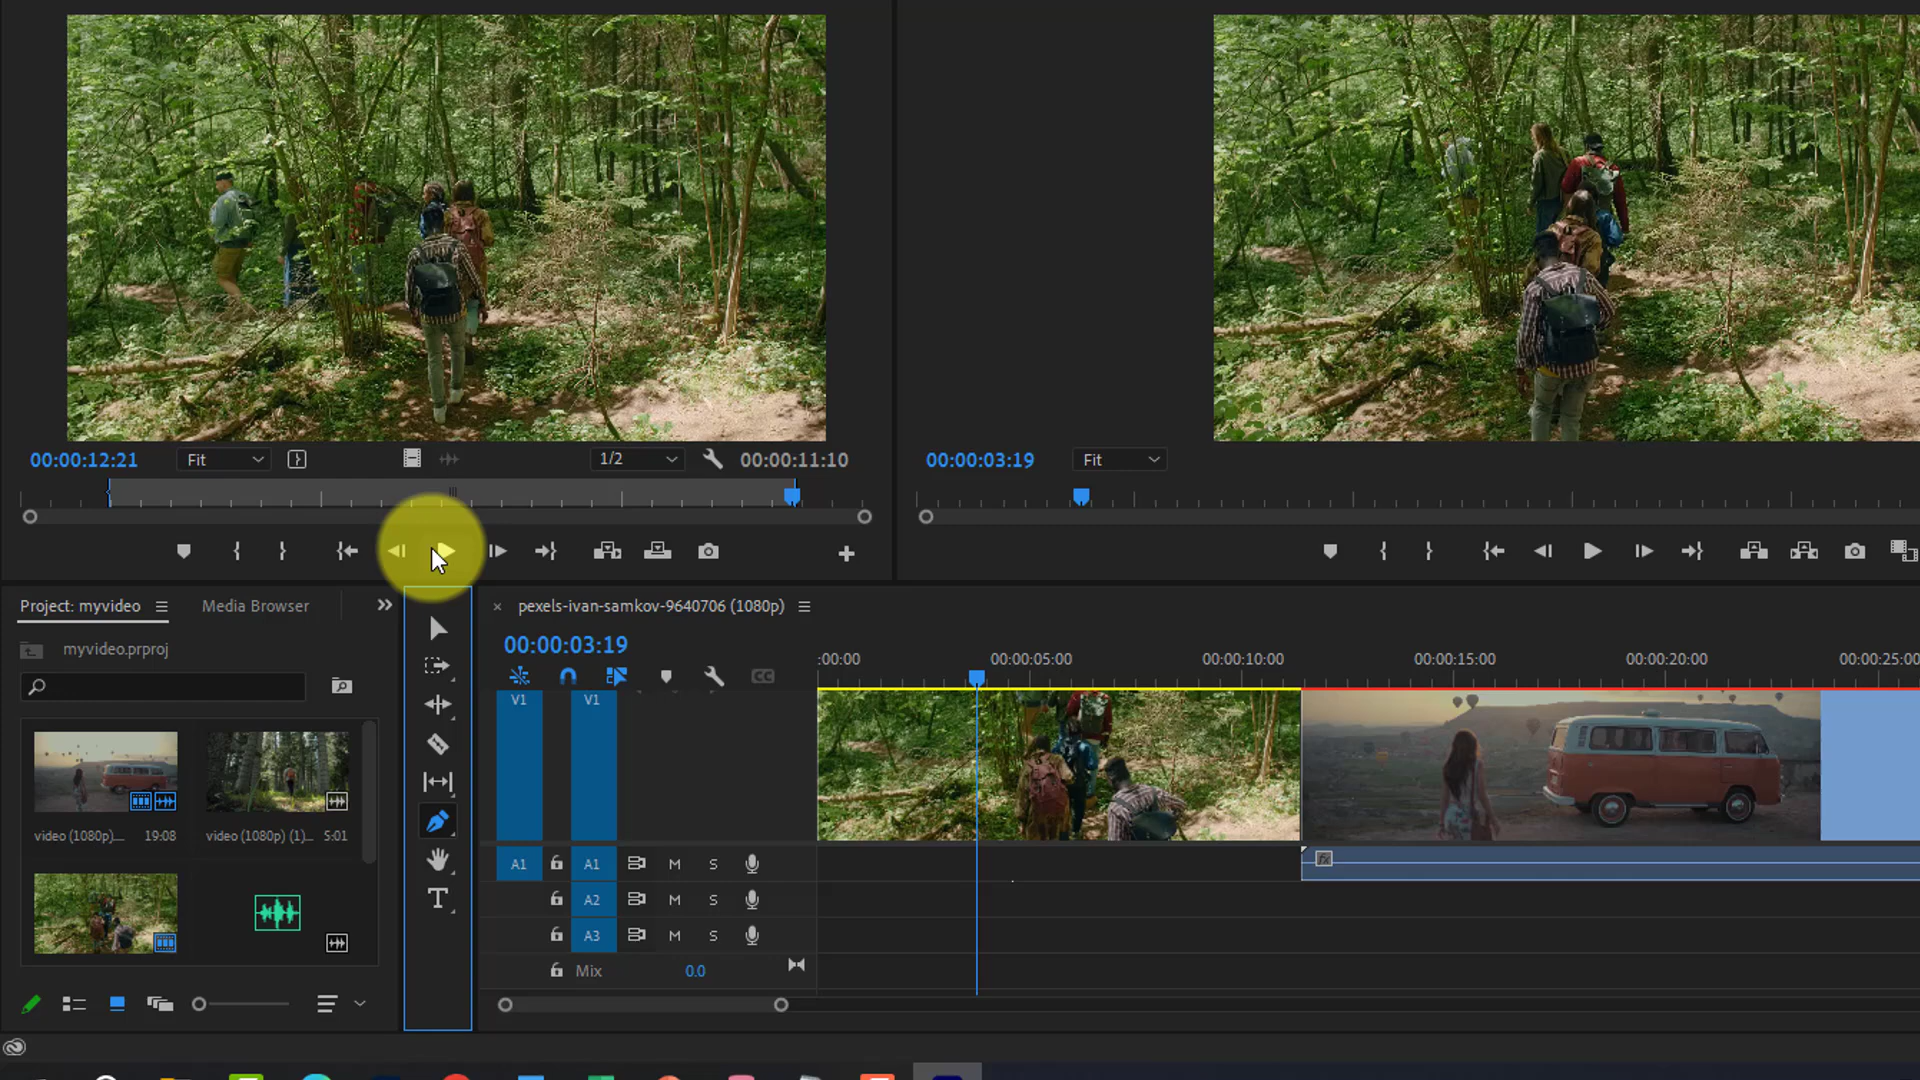 00:00:12:21
Fit
1/2
00:00:11:10
00:00:03:19
Fit
Project: myvideo
Media Browser
myvideo.prproj
video (1080p)...
19:08
video (1080p) (1)...
5:01
T
pexels-ivan-samkov-9640706 (1080p)
00:00:03:19
CC
:00:00
00:00:05:00
00:00:10:00
00:00:15:00
00:00:20:00
00:00:25:00
V1
V1
fx
A1
A1
M
S
A2
M
S
A3
M
S
Mix
0.0